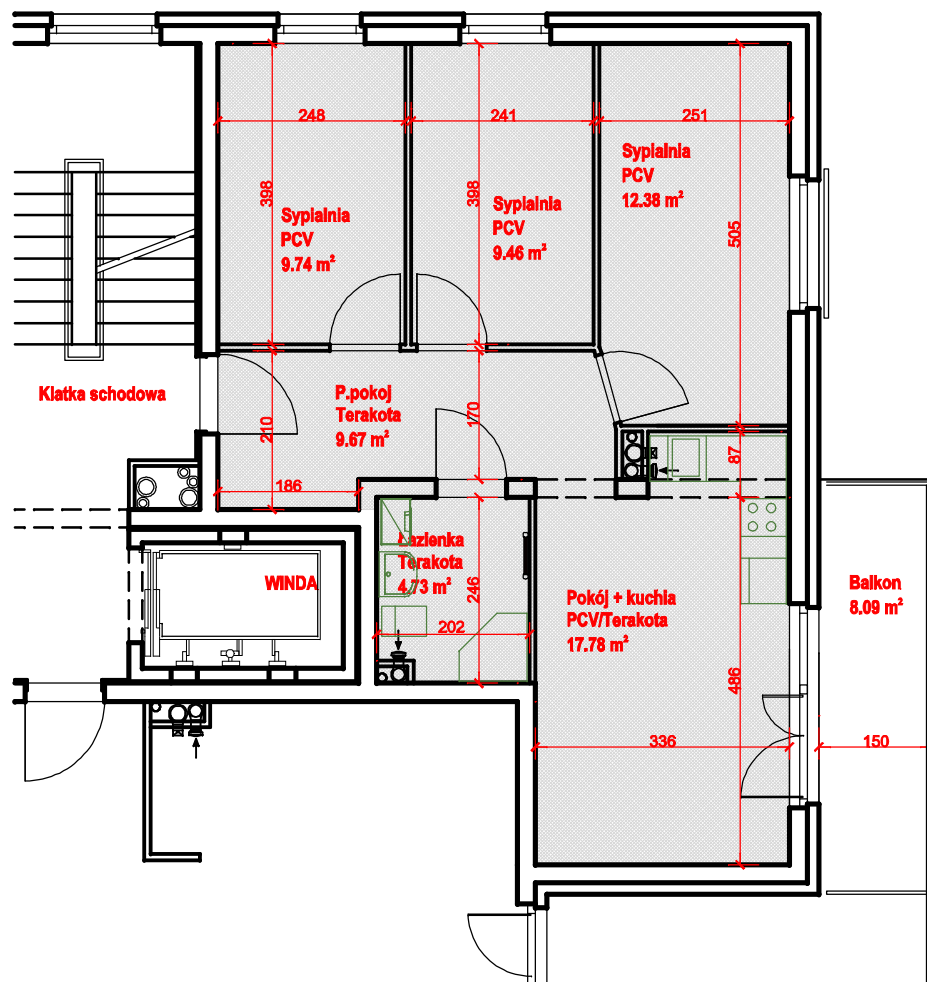 248
241
251
398
398
505
Sypialnia
PCV
9.74 m²
Sypialnia
PCV
9.46 m²
Sypialnia
PCV
12.38 m²
Klatka schodowa
P.pokoj
Terakota
9.67 m²
210
170
186
87
Łazienka
Terakota
4.73 m²
246
202
WINDA
Pokój + kuchia
PCV/Terakota
17.78 m²
486
336
Balkon
8.09 m²
150